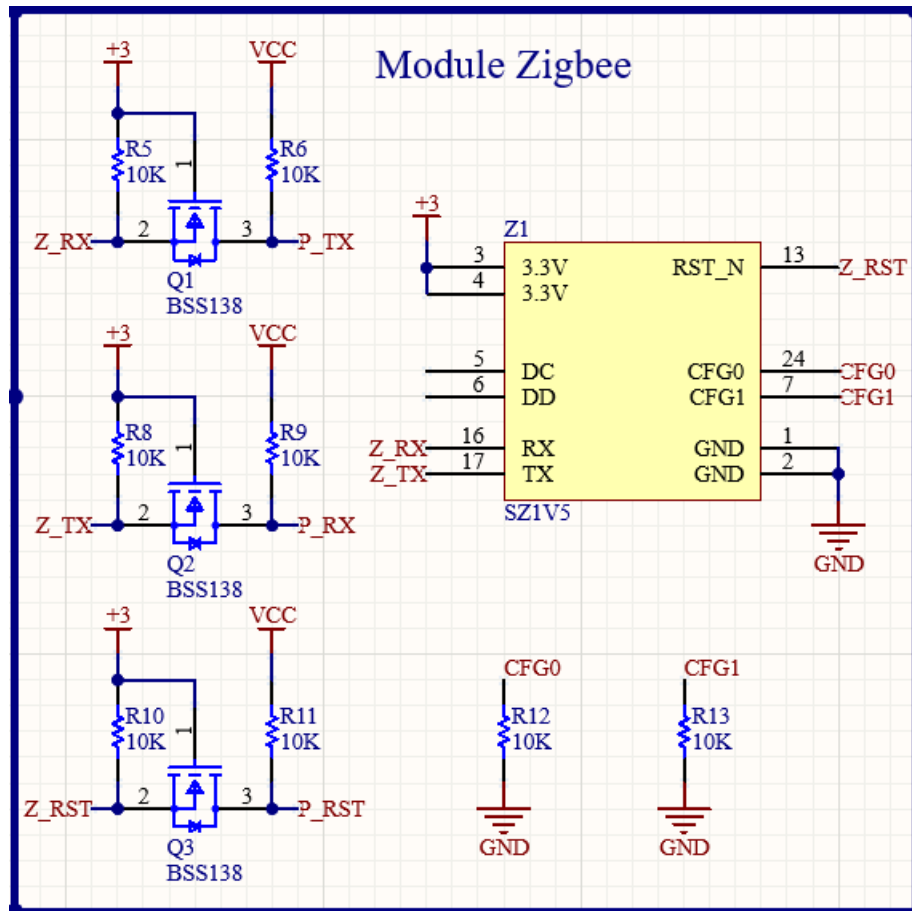 Module Zigbee
+3
VCC
R5
10K
R6
10K
1
Z_RX
2
3
P_TX
Q1
BSS138
+3
VCC
R8
10K
R9
10K
1
Z_TX
2
3
P_RX
Q2
BSS138
+3
VCC
R10
10K
R11
10K
1
Z_RST
2
3
P_RST
Q3
BSS138
+3
Z1
3
3.3V
RST_N
13
Z_RST
4
3.3V
5
DC
CFG0
24
CFG0
6
DD
CFG1
7
CFG1
Z_RX
16
RX
GND
1
Z_TX
17
TX
GND
2
SZ1V5
GND
CFG0
R12
10K
GND
CFG1
R13
10K
GND